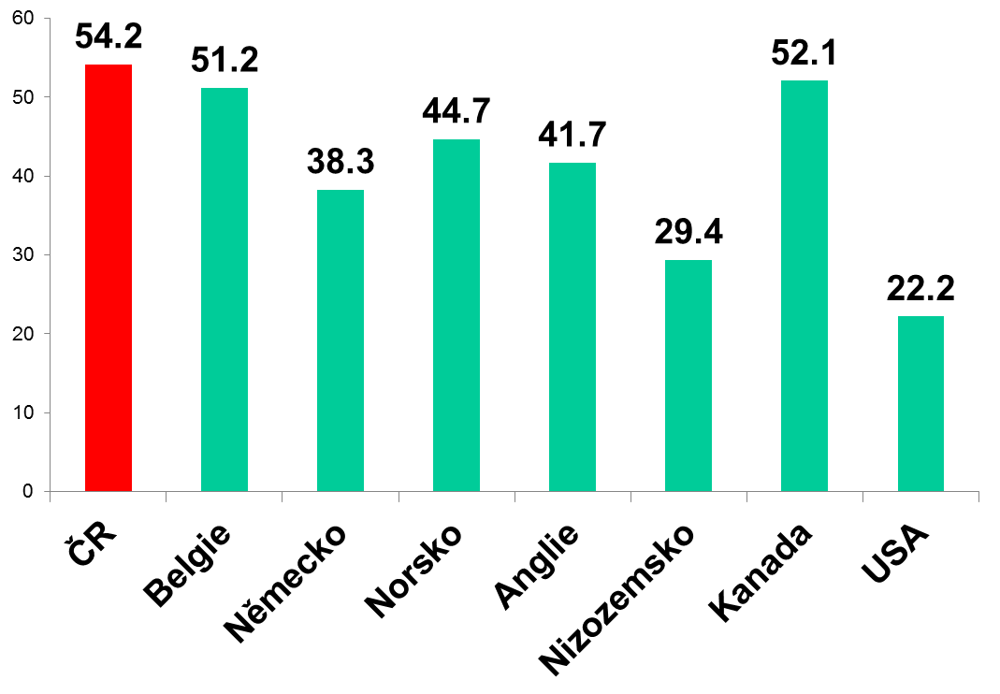 60
50
40
30
20
10
0
54.2
51.2
38.3
44.7
41.7
29.4
52.1
22.2
ČR
Belgie
Německo
Norsko
Anglie
Nizozemsko
Kanada
USA